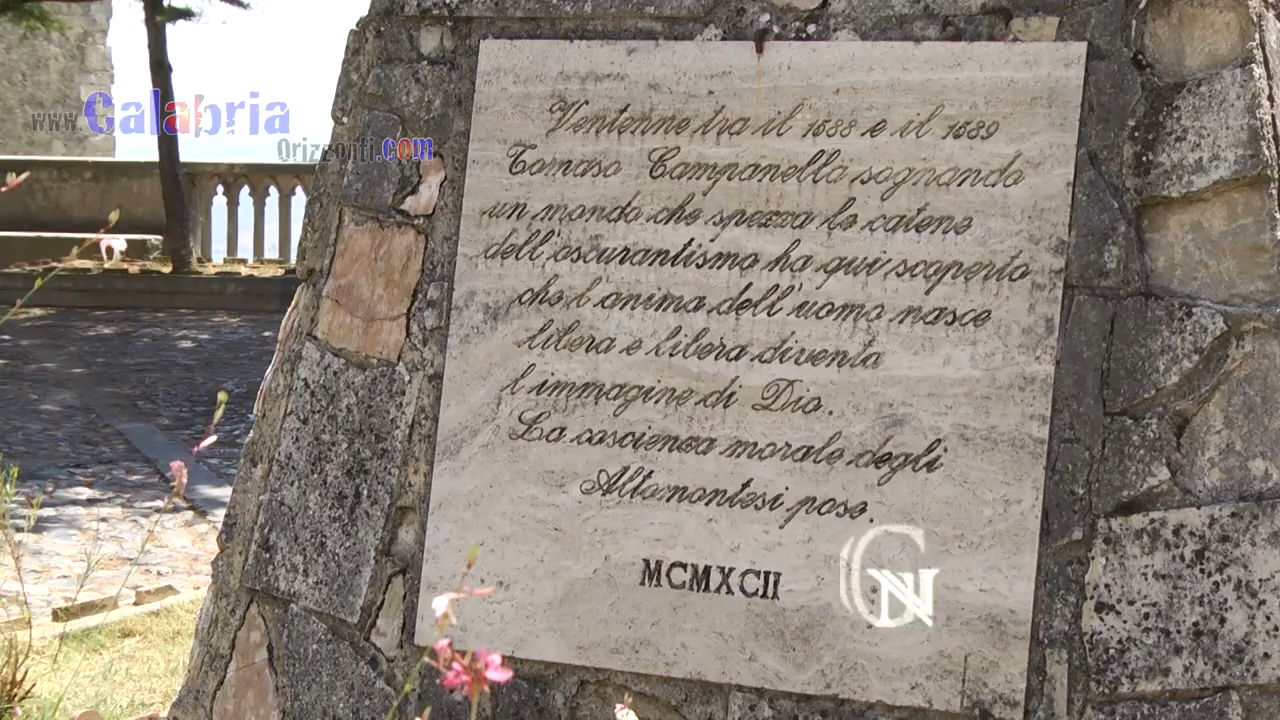 www.Calabria
Orizzonti.com
Ventenne tra il 1588 e il 1589
Tomaso Campanella sognando
un mondo che spezza le catene
dell'oscurantismo ha qui scoperto
che l'anima dell'uomo nasce
libera e libera diventa
l'immagine di Dio.
La coscienza morale degli
Altomontesi pose.
MCMXCII
CN